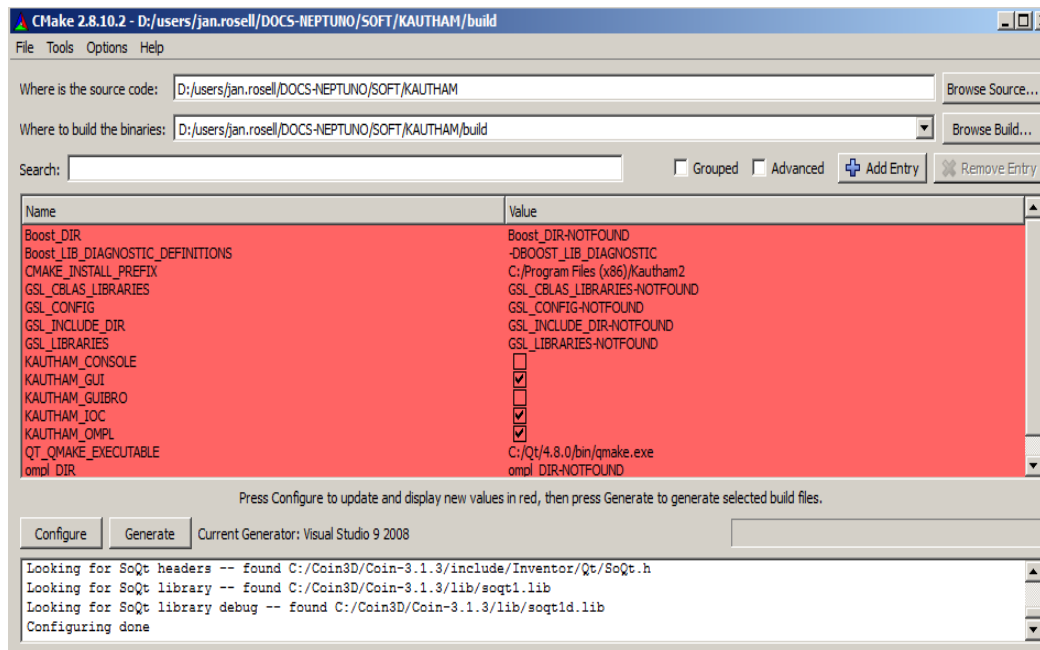 CMake 2.8.10.2 - D:/users/jan.rosell/DOCS-NEPTUNO/SOFT/KAUTHAM/build
File Tools Options Help
Where is the source code: D:/users/jan.rosell/DOCS-NEPTUNO/SOFT/KAUTHAM Browse Source...
Where to build the binaries: D:/users/jan.rosell/DOCS-NEPTUNO/SOFT/KAUTHAM/build Browse Build...
Search: Grouped Advanced Add Entry Remove Entry
Name Value
Boost_DIR Boost_DIR-NOTFOUND
Boost_LIB_DIAGNOSTIC_DEFINITIONS -DBOOST_LIB_DIAGNOSTIC
CMAKE_INSTALL_PREFIX C:/Program Files (x86)/Kautham2
GSL_CBLAS_LIBRARIES GSL_CBLAS_LIBRARIES-NOTFOUND
GSL_CONFIG GSL_CONFIG-NOTFOUND
GSL_INCLUDE_DIR GSL_INCLUDE_DIR-NOTFOUND
GSL_LIBRARIES GSL_LIBRARIES-NOTFOUND
KAUTHAM_CONSOLE
KAUTHAM_GUI
KAUTHAM_GUIBRO
KAUTHAM_IOC
KAUTHAM_OMPL
QT_QMAKE_EXECUTABLE C:/Qt/4.8.0/bin/qmake.exe
ompl_DIR ompl_DIR-NOTFOUND
Press Configure to update and display new values in red, then press Generate to generate selected build files.
Configure Generate Current Generator: Visual Studio 9 2008
Looking for SoQt headers -- found C:/Coin3D/Coin-3.1.3/include/Inventor/Qt/SoQt.h
Looking for SoQt library -- found C:/Coin3D/Coin-3.1.3/lib/soqt1.lib
Looking for SoQt library debug -- found C:/Coin3D/Coin-3.1.3/lib/soqt1d.lib
Configuring done